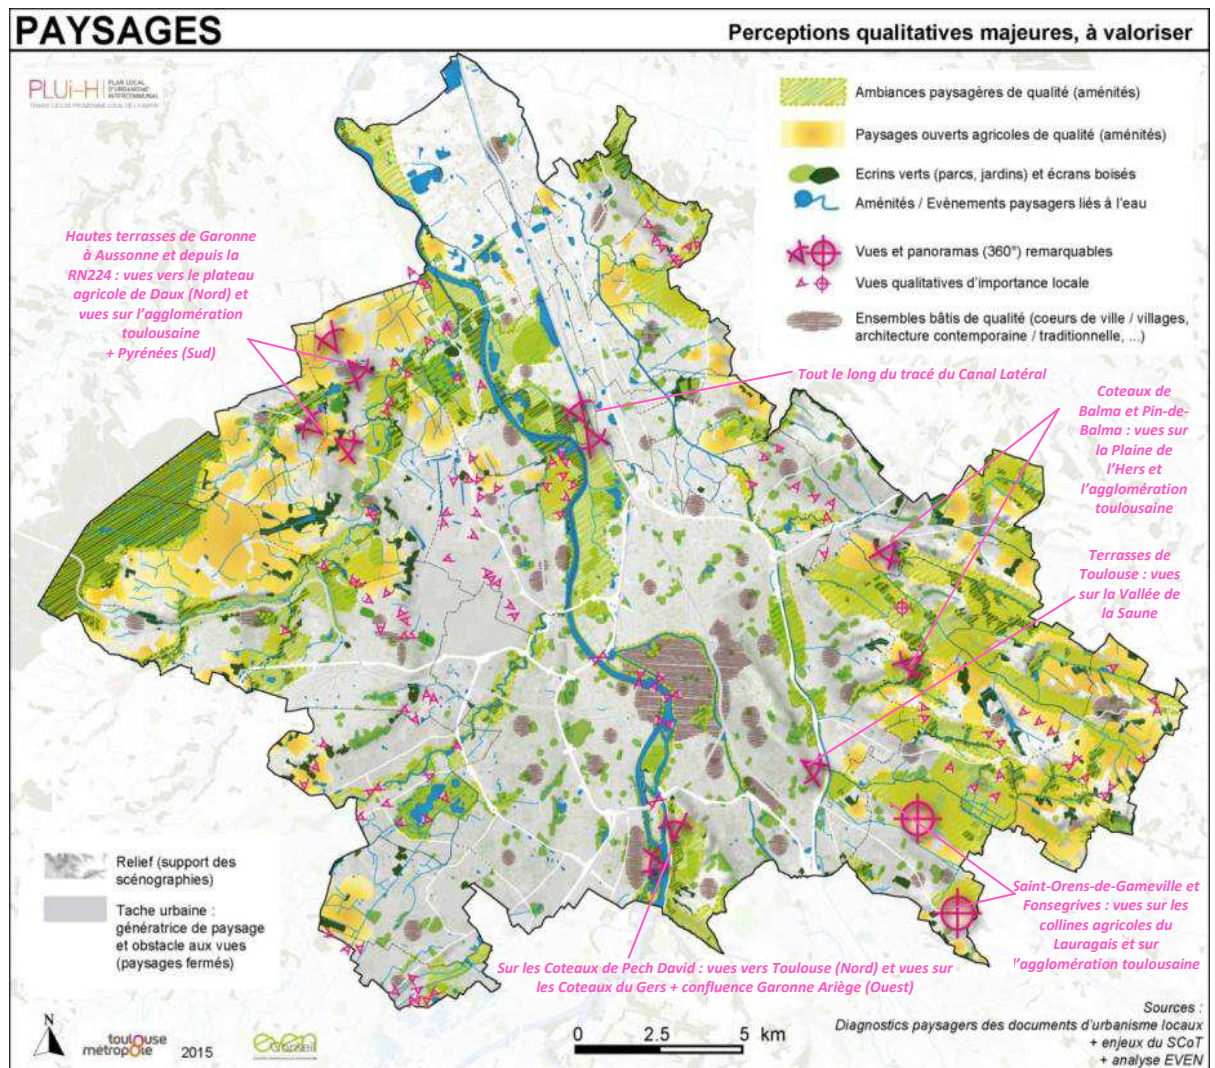 PAYSAGES
Perceptions qualitatives majeures, à valoriser
PLUi-H
PLAN LOCAL
D'URBANISME
INTERCOMMUNAL
Ambiances paysagères de qualité (aménités)
Paysages ouverts agricoles de qualité (aménités)
Ecrins verts (parcs, jardins) et écrans boisés
Aménités / Evènements paysagers liés à l'eau
Vues et panoramas (360°) remarquables
Vues qualitatives d'importance locale
Ensembles bâtis de qualité (coeurs de ville / villages,
architecture contemporaine / traditionnelle, ...)
Hautes terrasses de Garonne
à Aussonne et depuis la
RN224 : vues vers le plateau
agricole de Daux (Nord) et
vues sur l'agglomération
toulousaine
+ Pyrénées (Sud)
Tout le long du tracé du Canal Latéral
Coteaux de
Balma et Pin-de-
Balma : vues sur
la Plaine de
l'Hers et
l'agglomération
toulousaine
Terrasses de
Toulouse : vues
sur la Vallée de
la Saune
Saint-Orens-de-Gameville et
Fonsegrives : vues sur les
collines agricoles du
Lauragais et sur
l'agglomération toulousaine
Sur les Coteaux de Pech David : vues vers Toulouse (Nord) et vues sur
les Coteaux du Gers + confluence Garonne Ariège (Ouest)
Relief (support des
scénographies)
Tache urbaine :
génératrice de paysage
et obstacle aux vues
(paysages fermés)
N
toulouse
métropole
2015
even
Conseil
0 2.5 5 km
Sources :
Diagnostics paysagers des documents d'urbanisme locaux
+ enjeux du SCoT
+ analyse EVEN